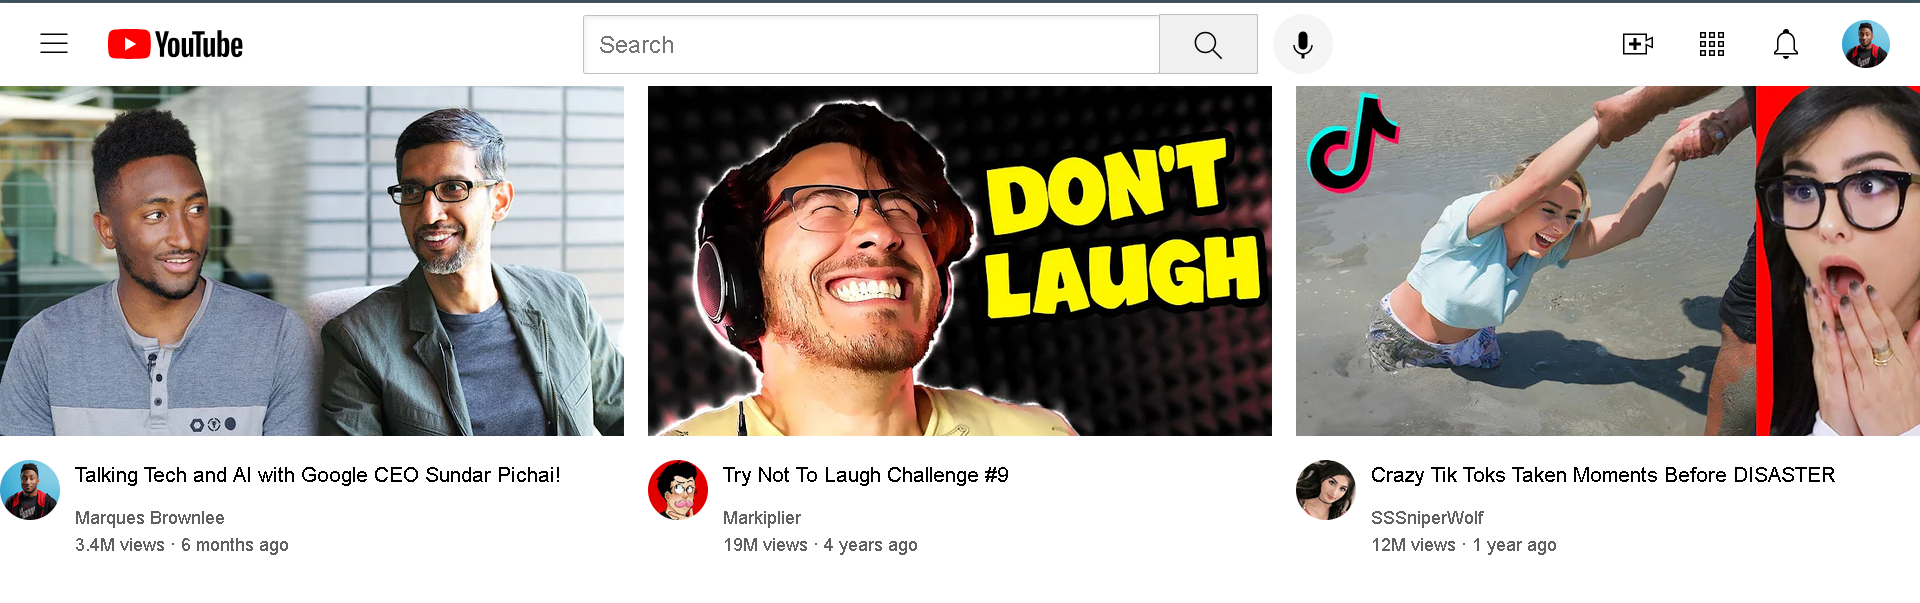 YouTube
Search
DON'T
LAUGH
Talking Tech and AI with Google CEO Sundar Pichai!
Marques Brownlee
3.4M views · 6 months ago
Try Not To Laugh Challenge #9
Markiplier
19M views · 4 years ago
Crazy Tik Toks Taken Moments Before DISASTER
SSSniperWolf
12M views · 1 year ago